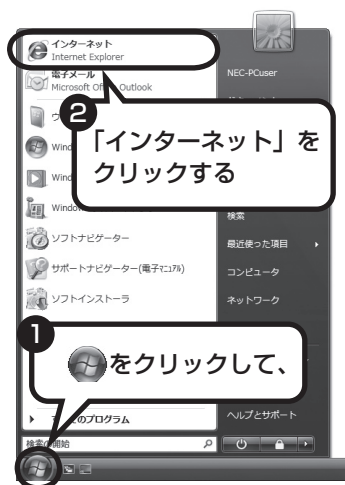 インターネット
Internet Explorer
電子メール
Microsoft Of Outlook
NEC-PCuser
❷
「インターネット」を
クリックする
Wind
Wind
Window
検索
ソフトナビゲーター
最近使った項目
サポートナビゲーター(電子マニュアル)
コンピュータ
ソフトインストーラ
ネットワーク
❶
をクリックして、
のプログラム
ヘルプとサポート
検索の開始